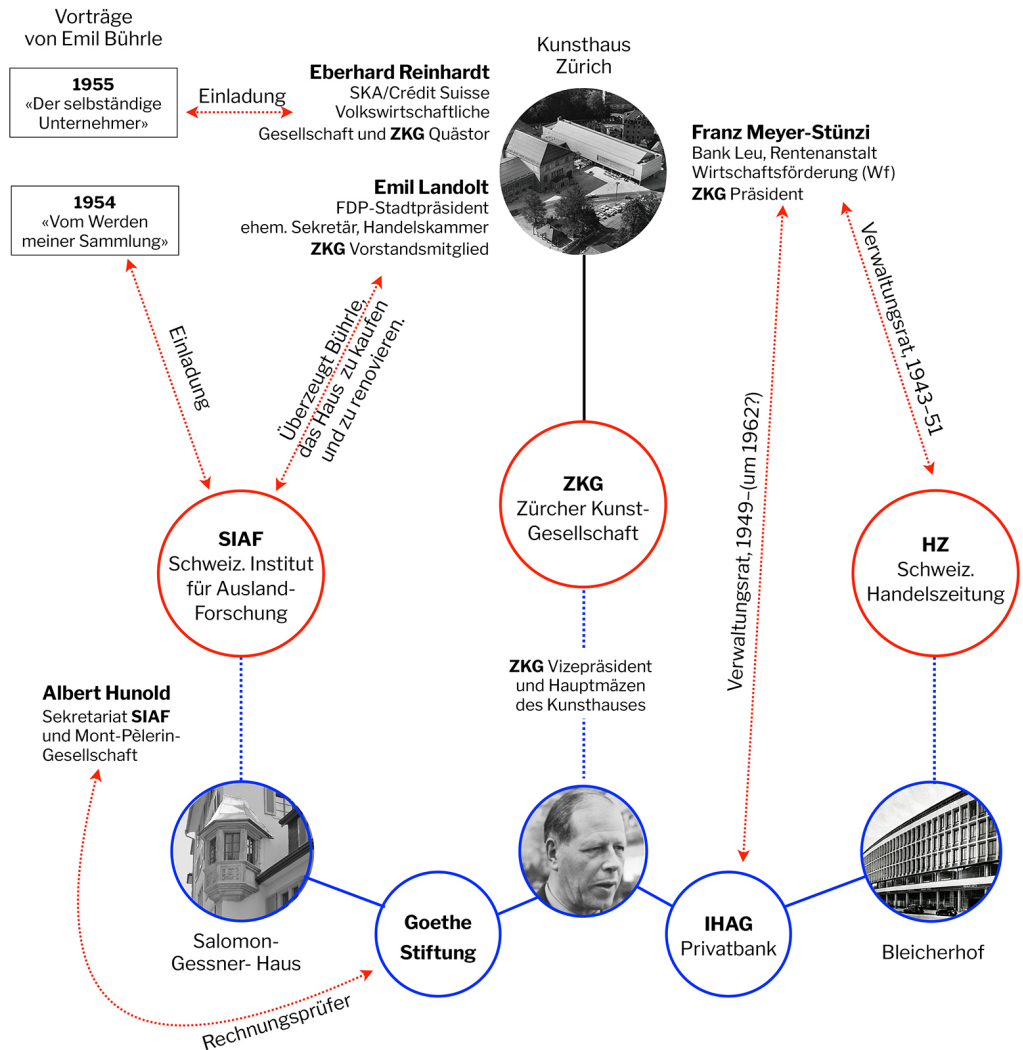 Vorträge
von Emil Bührle
1955
«Der selbständige
Unternehmer»
Einladung
Eberhard Reinhardt
SKA/Crédit Suisse
Volkswirtschaftliche
Gesellschaft und ZKG Quästor
Kunsthaus
Zürich
Franz Meyer-Stünzi
Bank Leu, Rentenanstalt
Wirtschaftsförderung (Wf)
ZKG Präsident
1954
«Vom Werden
meiner Sammlung»
Emil Landolt
FDP-Stadtpräsident
ehem. Sekretär, Handelskammer
ZKG Vorstandsmitglied
Einladung
Überzeugt Bührle,
das Haus zu kaufen
und zu renovieren.
Verwaltungsrat, 1949–(um 1962?)
Verwaltungsrat, 1943–51
SIAF
Schweiz. Institut
für Ausland-
Forschung
ZKG
Zürcher Kunst-
Gesellschaft
HZ
Schweiz.
Handelszeitung
ZKG Vizepräsident
und Hauptmäzen
des Kunsthauses
Albert Hunold
Sekretariat SIAF
und Mont-Pèlerin-
Gesellschaft
Salomon-
Gessner- Haus
Goethe
Stiftung
IHAG
Privatbank
Bleicherhof
Rechnungsprüfer